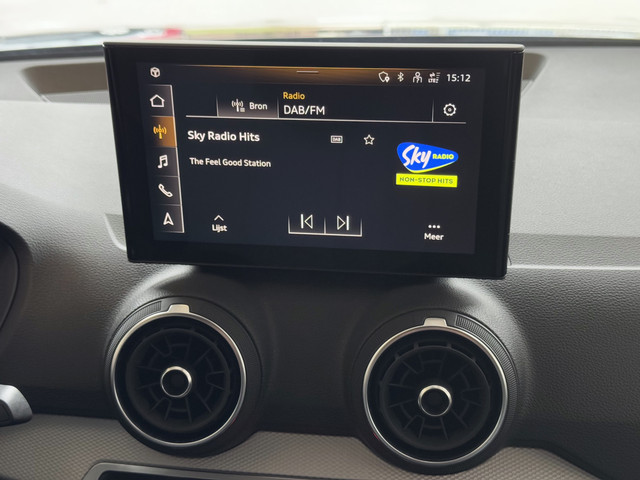 15:12
Radio
Bron DAB/FM
Sky Radio Hits DAB
The Feel Good Station
Sky RADIO
NON-STOP HITS
Lijst
Meer